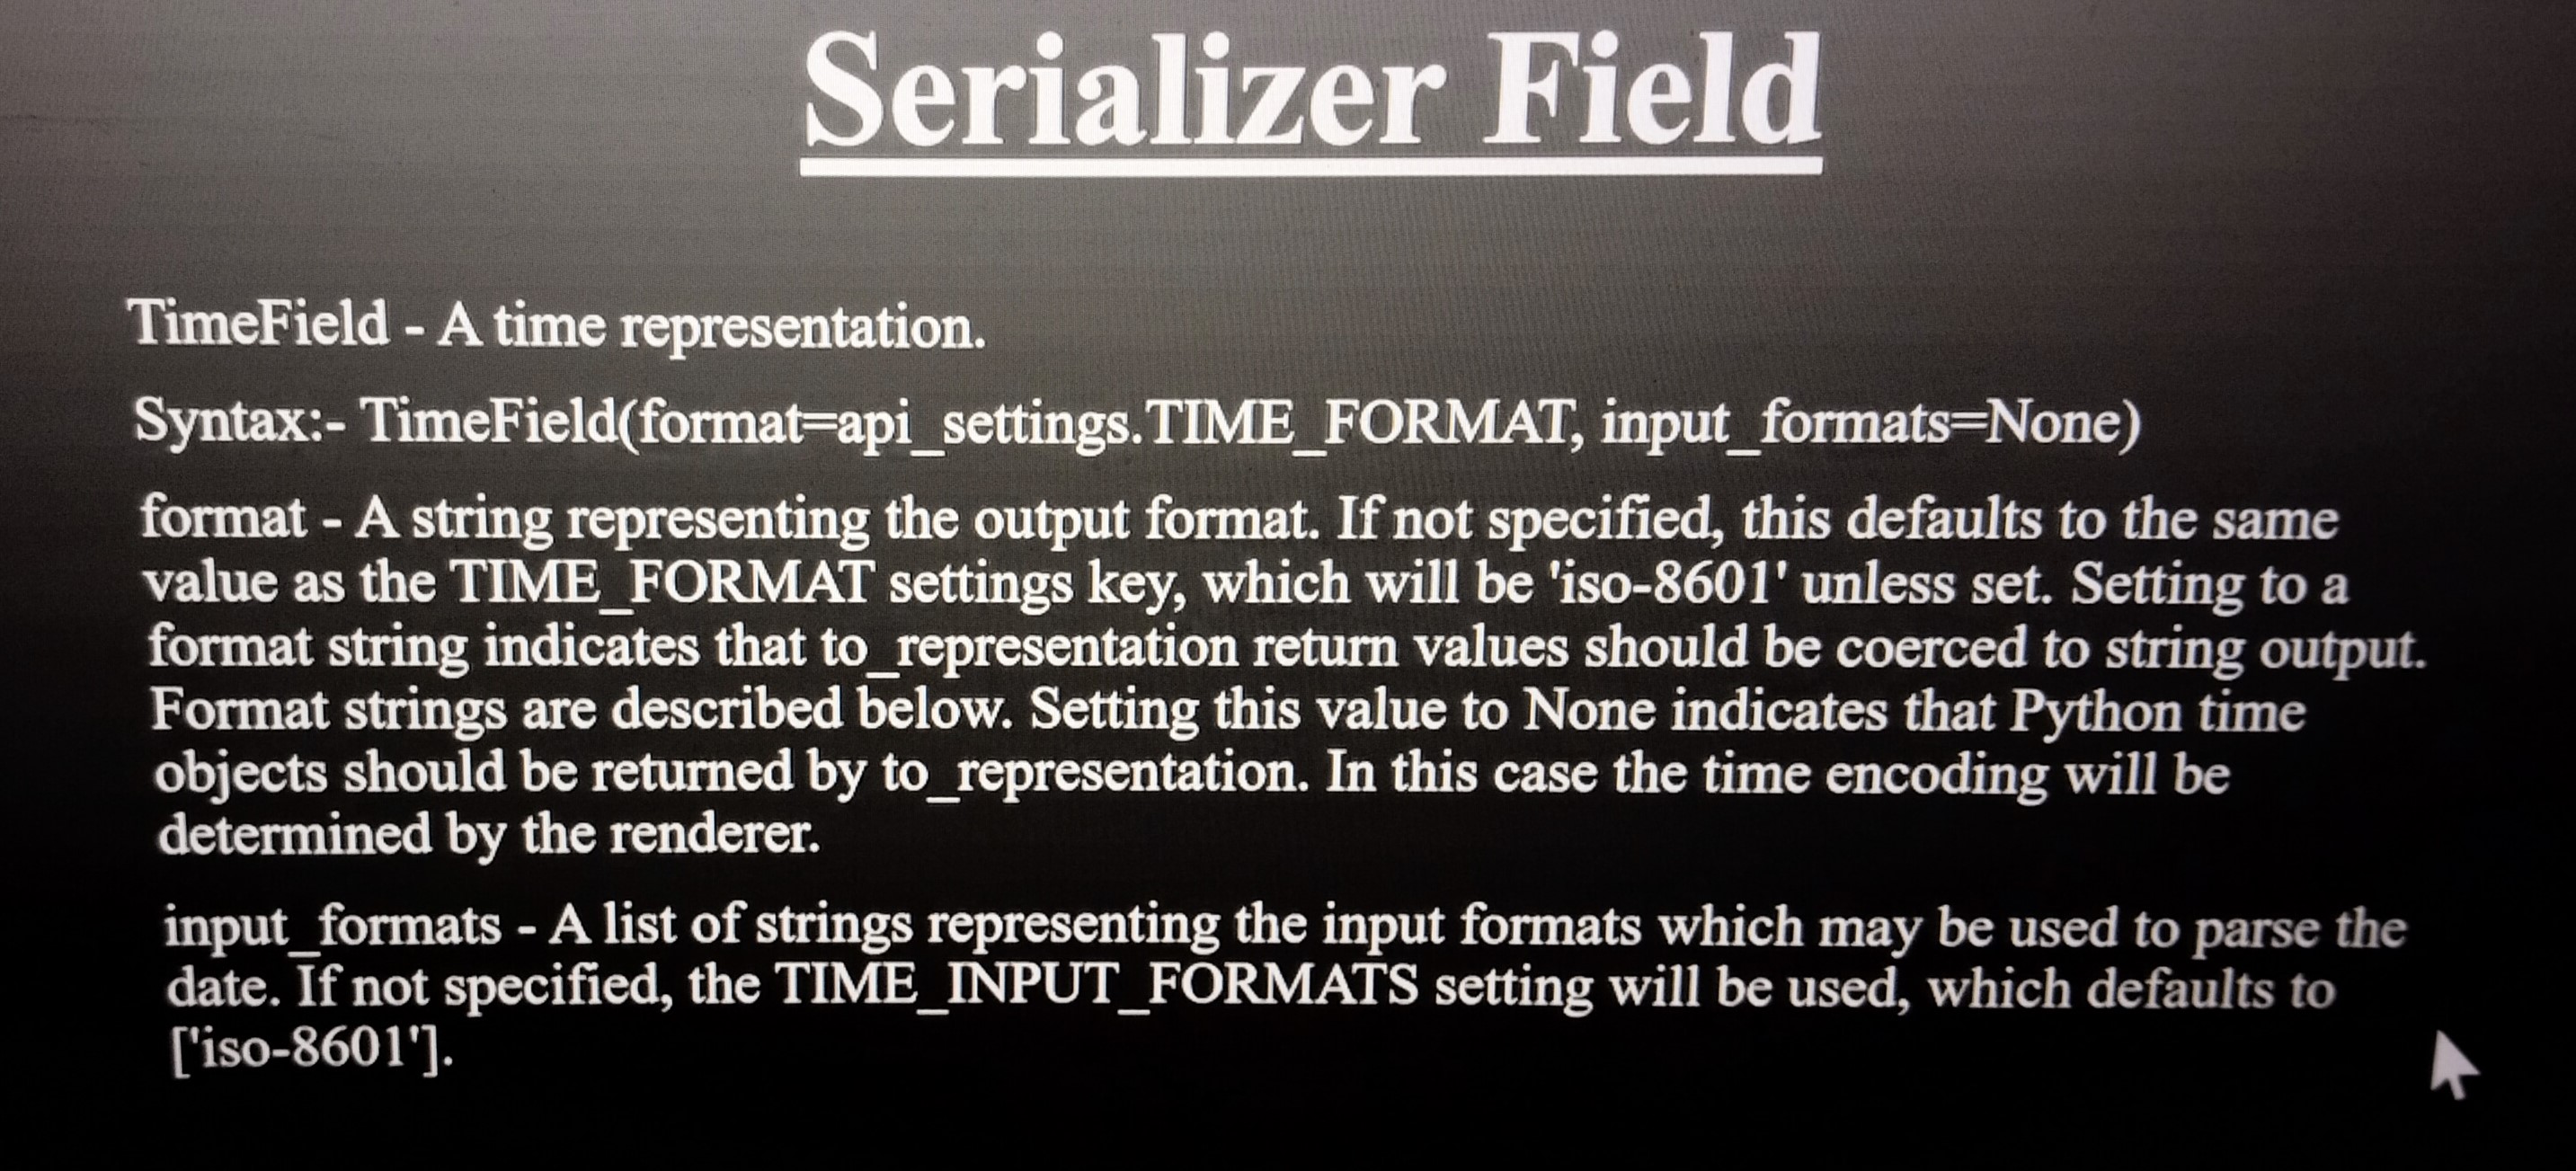 Serializer Field
TimeField - A time representation.
Syntax:- TimeField(format=api_settings.TIME_FORMAT, input_formats=None)
format - A string representing the output format. If not specified, this defaults to the same
value as the TIME_FORMAT settings key, which will be 'iso-8601' unless set. Setting to a
format string indicates that to_representation return values should be coerced to string output.
Format strings are described below. Setting this value to None indicates that Python time
objects should be returned by to_representation. In this case the time encoding will be
determined by the renderer.
input_formats - A list of strings representing the input formats which may be used to parse the
date. If not specified, the TIME_INPUT_FORMATS setting will be used, which defaults to
['iso-8601'].